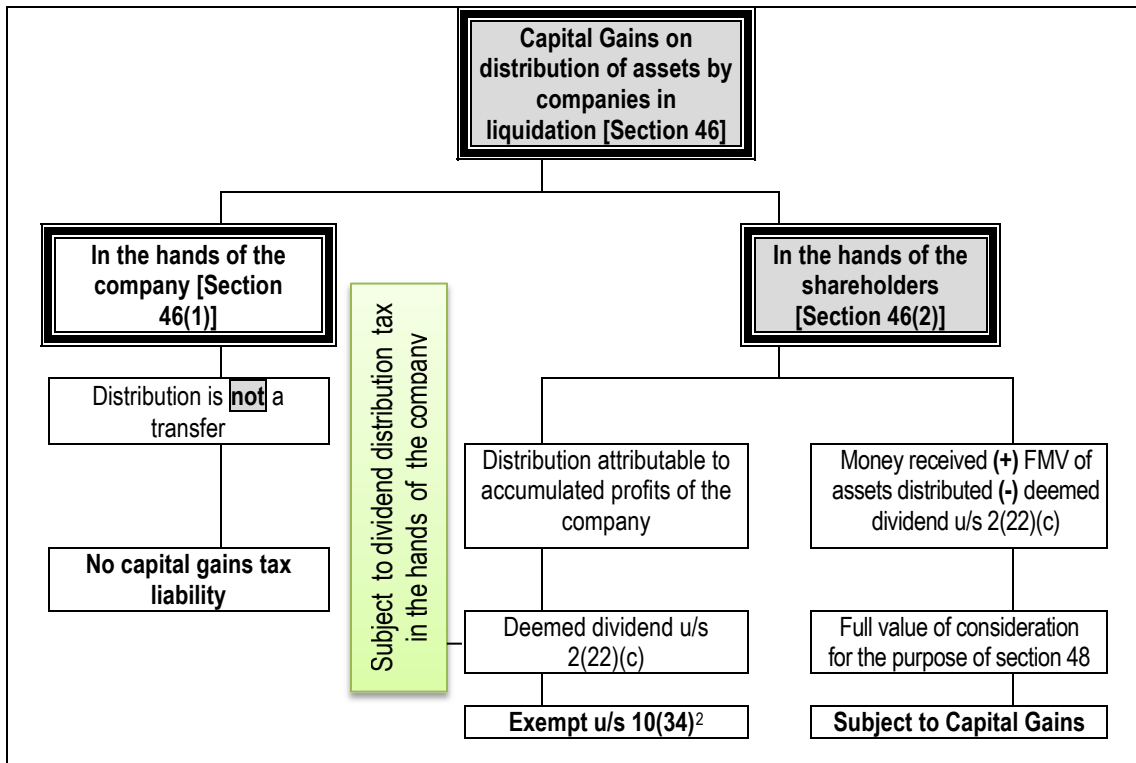 Capital Gains on
distribution of assets by
companies in
liquidation [Section 46]
In the hands of the
company [Section
46(1)]
Distribution is not a
transfer
No capital gains tax
liability
Subject to dividend distribution tax
in the hands of the company
In the hands of the
shareholders
[Section 46(2)]
Distribution attributable to
accumulated profits of the
company
Deemed dividend u/s
2(22)(c)
Exempt u/s 10(34)2
Money received (+) FMV of
assets distributed (-) deemed
dividend u/s 2(22)(c)
Full value of consideration
for the purpose of section 48
Subject to Capital Gains